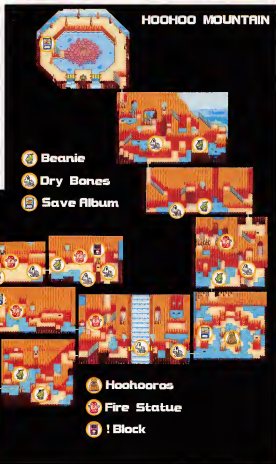 HOOHOO MOUNTAIN
Beanie
Dry Bones
Save Album
Hoohooros
Fire Statue
! Block